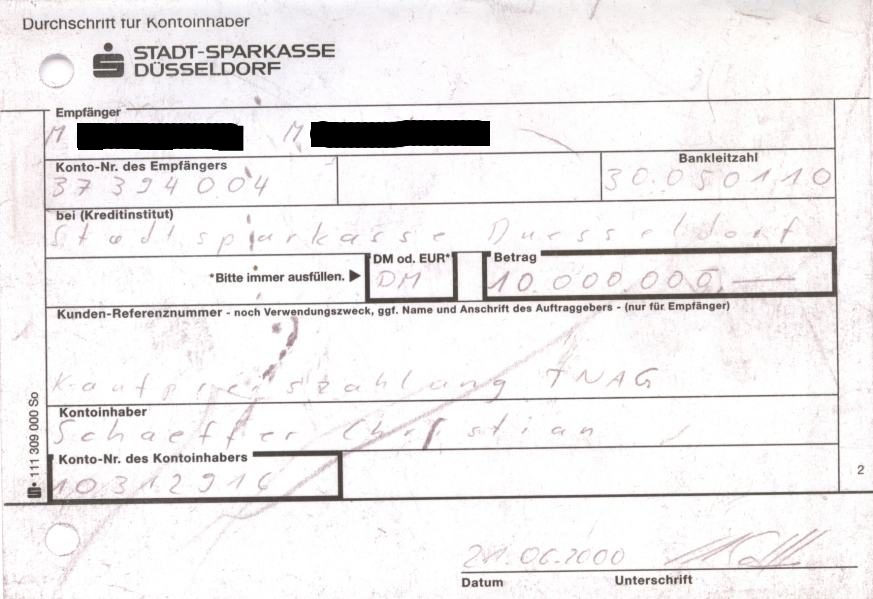 Durchschrift für Kontoinhaber
STADT-SPARKASSE
DÜSSELDORF
Empfänger
M M
Konto-Nr. des Empfängers Bankleitzahl
37394004 30050110
bei (Kreditinstitut)
Stadtsparkasse Duesseldorf
DM od. EUR* Betrag
*Bitte immer ausfüllen. DM 10.000.000,—
Kunden-Referenznummer - noch Verwendungszweck, ggf. Name und Anschrift des Auftraggebers - (nur für Empfänger)
Kaufpreiszahlung TNAG
Kontoinhaber
Schaeffer Christian
Konto-Nr. des Kontoinhabers
10312916
111 309 000 So
2
21.06.2000
Datum Unterschrift